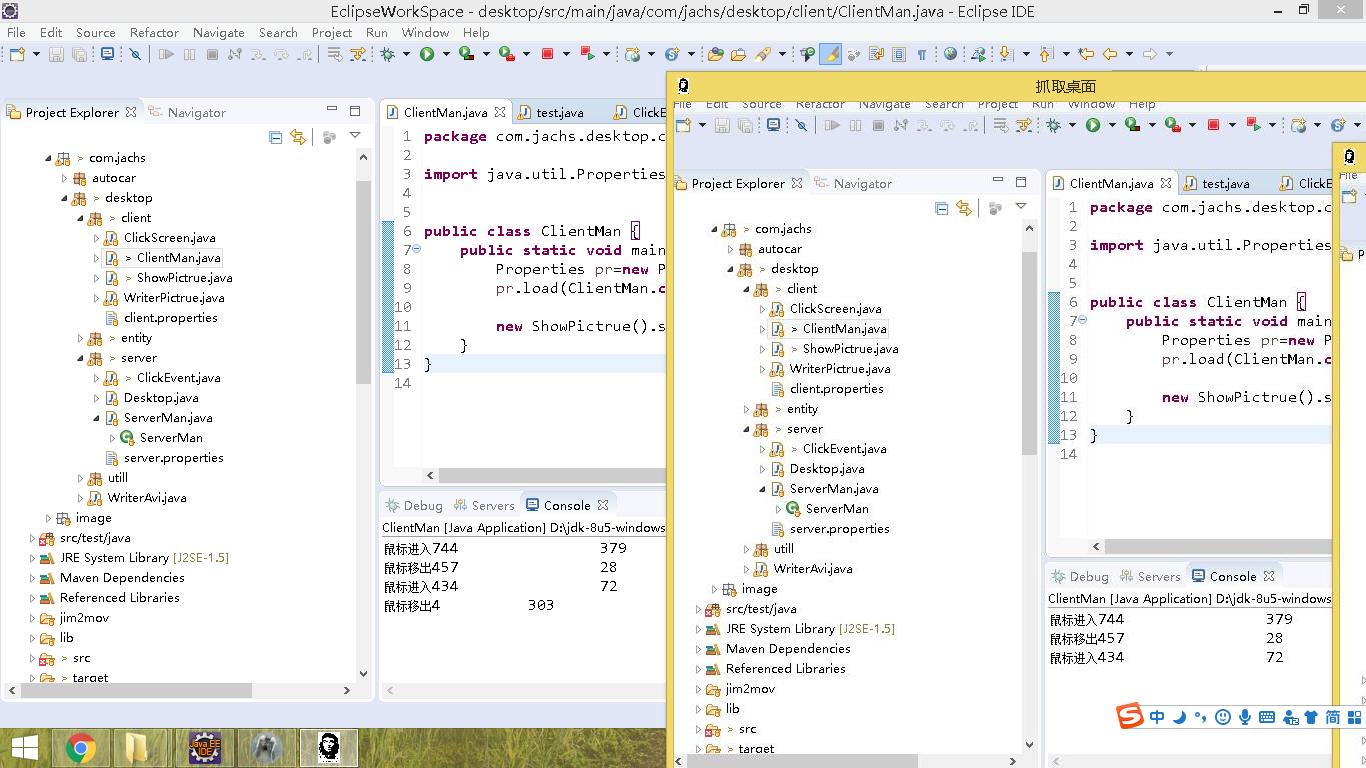 EclipseWorkSpace - desktop/src/main/java/com/jachs/desktop/client/ClientMan.java - Eclipse IDE
File Edit Source Refactor Navigate Search Project Run Window Help
Project Explorer Navigator
com.jachs
autocar
> desktop
> client
ClickScreen.java
> ClientMan.java
> ShowPictrue.java
WriterPictrue.java
client.properties
> entity
> server
> ClickEvent.java
Desktop.java
ServerMan.java
ServerMan
server.properties
utill
WriterAvi.java
image
src/test/java
JRE System Library [J2SE-1.5]
Maven Dependencies
Referenced Libraries
jim2mov
lib
> src
> target
ClientMan.java test.java ClickE
1 package com.jachs.desktop.c
2
3 import java.util.Properties
4
5
6 public class ClientMan {
7 public static void main
8 Properties pr=new P
9 pr.load(ClientMan.c
10
11 new ShowPictrue().s
12 }
13 }
14
Debug Servers Console
ClientMan [Java Application] D:\jdk-8u5-windows
鼠标进入744 379
鼠标移出457 28
鼠标进入434 72
鼠标移出4 303
抓取桌面
File Edit Source Refactor Navigate Search Project Run Window Help
Project Explorer Navigator
> com.jachs
autocar
> desktop
> client
ClickScreen.java
> ClientMan.java
> ShowPictrue.java
WriterPictrue.java
client.properties
> entity
> server
> ClickEvent.java
Desktop.java
ServerMan.java
ServerMan
server.properties
utill
WriterAvi.java
image
src/test/java
JRE System Library [J2SE-1.5]
Maven Dependencies
Referenced Libraries
jim2mov
lib
> src
> target
ClientMan.java test.java ClickE
1 package com.jachs.desktop.c
2
3 import java.util.Properties
4
5
6 public class ClientMan {
7 public static void main
8 Properties pr=new P
9 pr.load(ClientMan.c
10
11 new ShowPictrue().s
12 }
13 }
14
Debug Servers Console
ClientMan [Java Application] D:\jdk-8u5-windows
鼠标进入744 379
鼠标移出457 28
鼠标进入434 72
File
P
S 中 简
Java EE
IDE